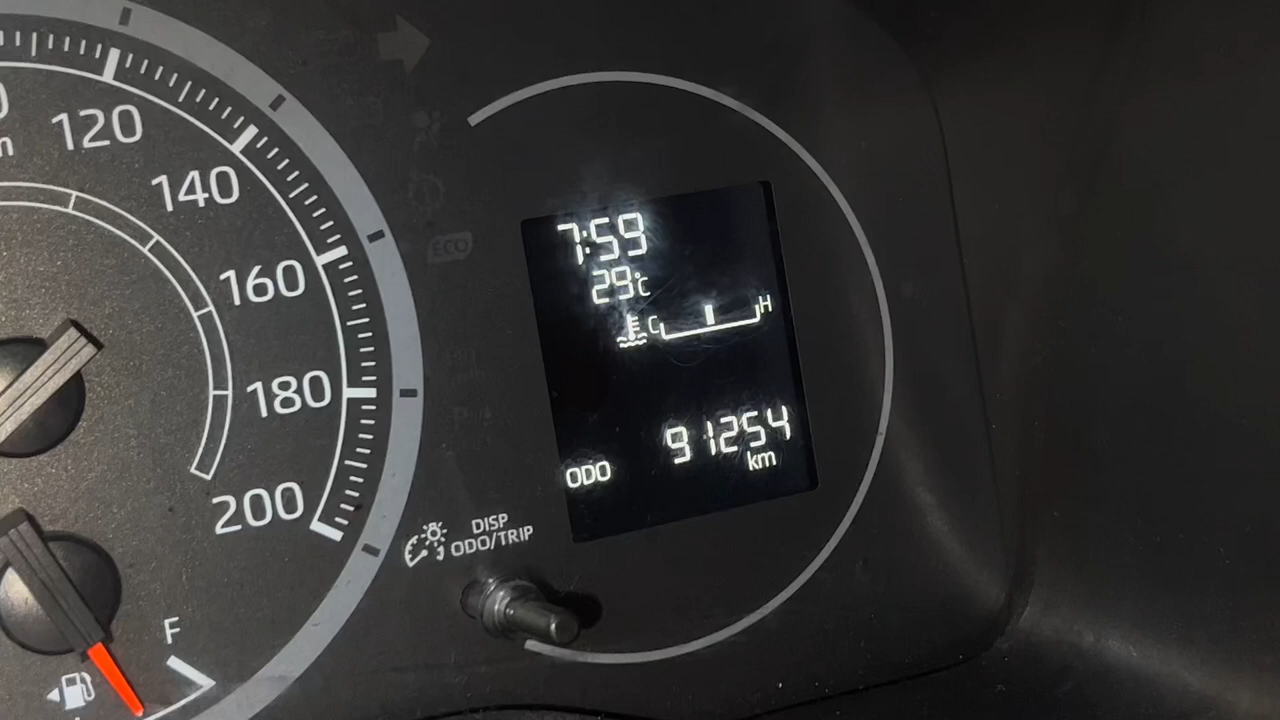 120
140
160
180
200
F
ECO
7:59
29°C
C H
ODO 91254
km
DISP
ODO/TRIP